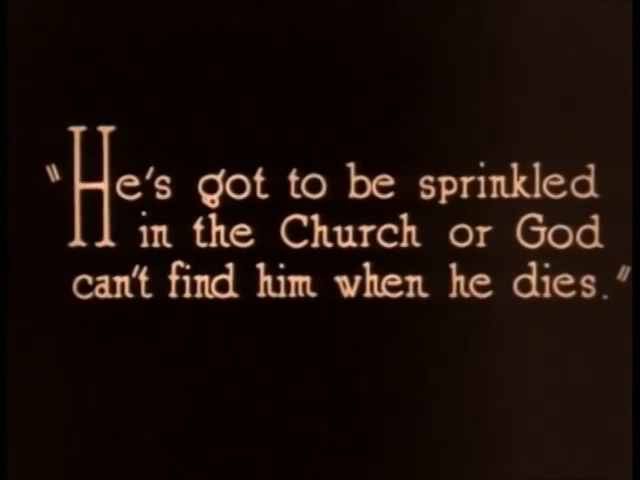 "He's got to be sprinkled
in the Church or God
can't find him when he dies."